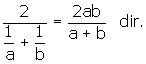 2/(1/a + 1/b) = 2ab/(a + b) dir.